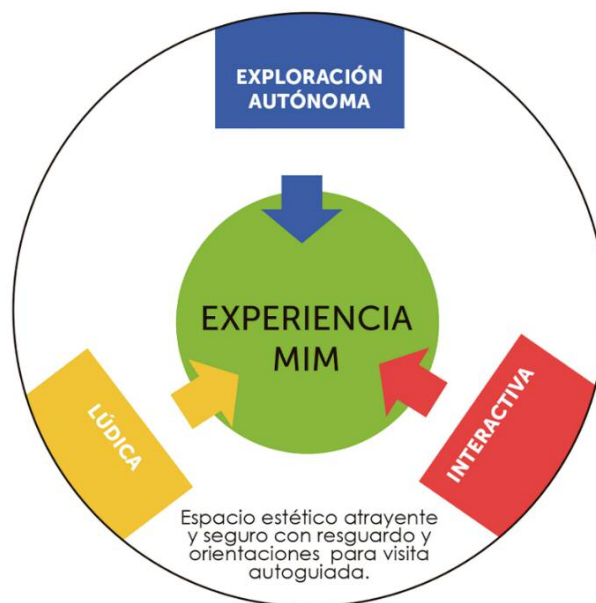 EXPLORACIÓN
AUTÓNOMA
EXPERIENCIA
MIM
LÚDICA
INTERACTIVA
Espacio estético atrayente
y seguro con resguardo y
orientaciones para visita
autoguiada.